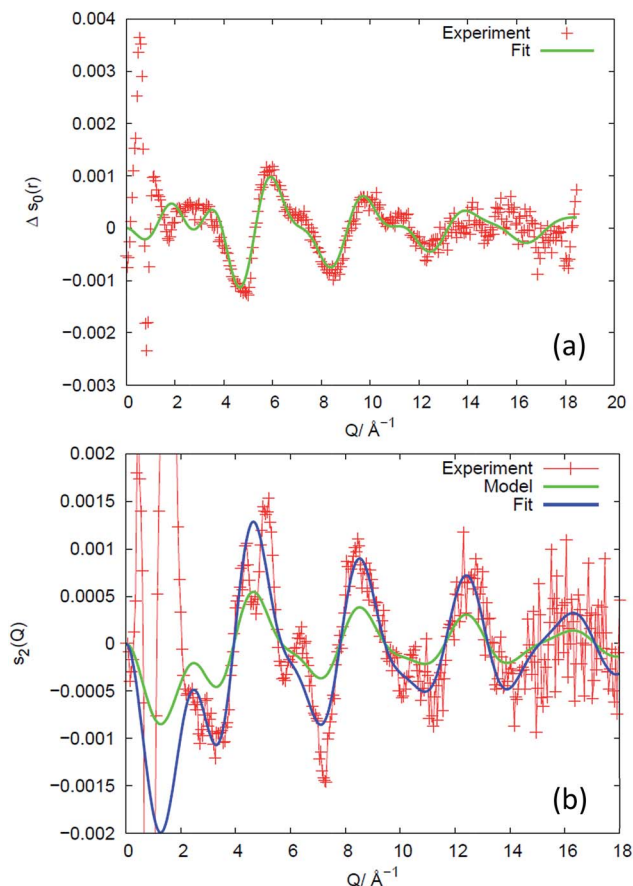 0.004
0.003
0.002
0.001
0
−0.001
−0.002
−0.003
Δ s₀(r)
Experiment
Fit
(a)
0 2 4 6 8 10 12 14 16 18 20
Q/ Å⁻¹
0.002
0.0015
0.001
0.0005
0
−0.0005
−0.001
−0.0015
−0.002
s₂(Q)
Experiment
Model
Fit
(b)
0 2 4 6 8 10 12 14 16 18
Q/ Å⁻¹